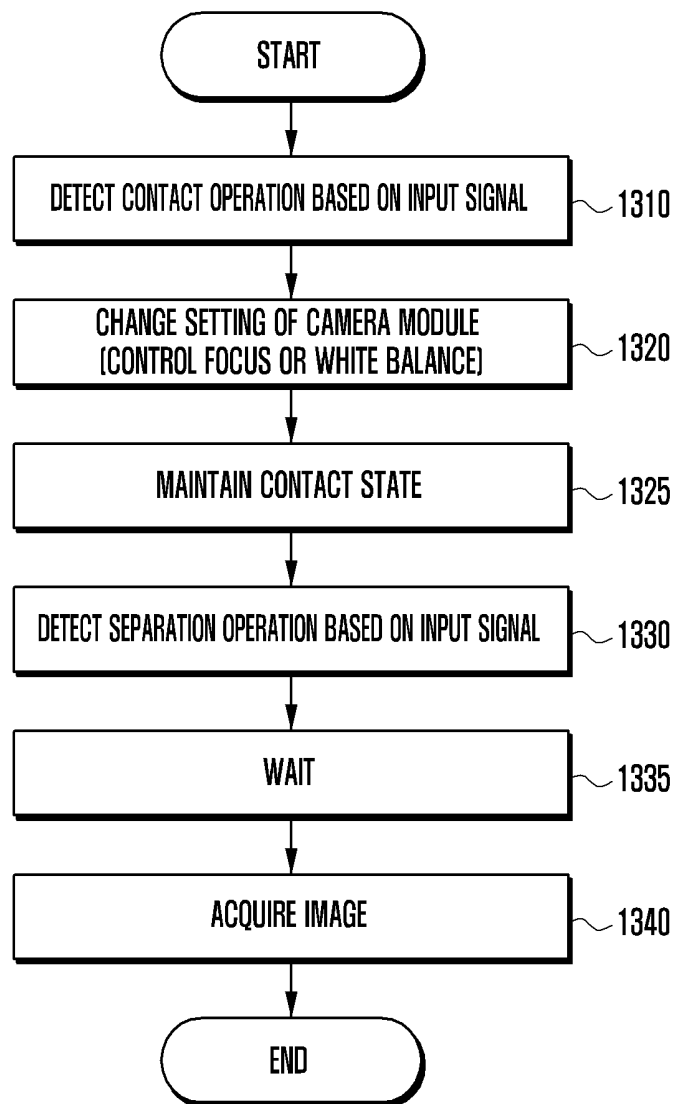 START
DETECT CONTACT OPERATION BASED ON INPUT SIGNAL
1310
CHANGE SETTING OF CAMERA MODULE
(CONTROL FOCUS OR WHITE BALANCE)
1320
MAINTAIN CONTACT STATE
1325
DETECT SEPARATION OPERATION BASED ON INPUT SIGNAL
1330
WAIT
1335
ACQUIRE IMAGE
1340
END